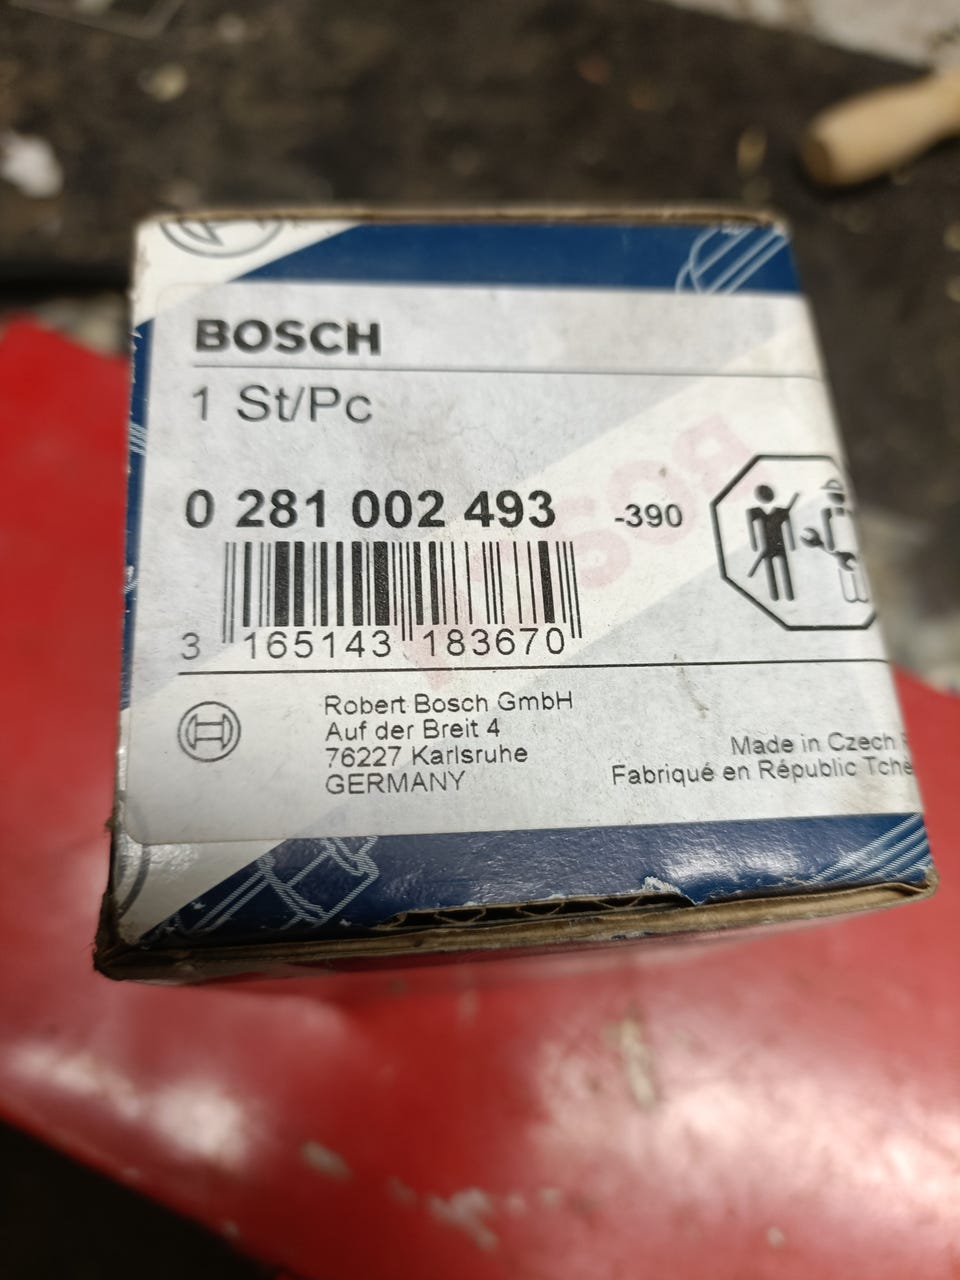 BOSCH
1 St/Pc
0 281 002 493 -390
3 165143 183670
Robert Bosch GmbH
Auf der Breit 4
76227 Karlsruhe
GERMANY
Made in Czech
Fabriqué en Républic
BOSCH